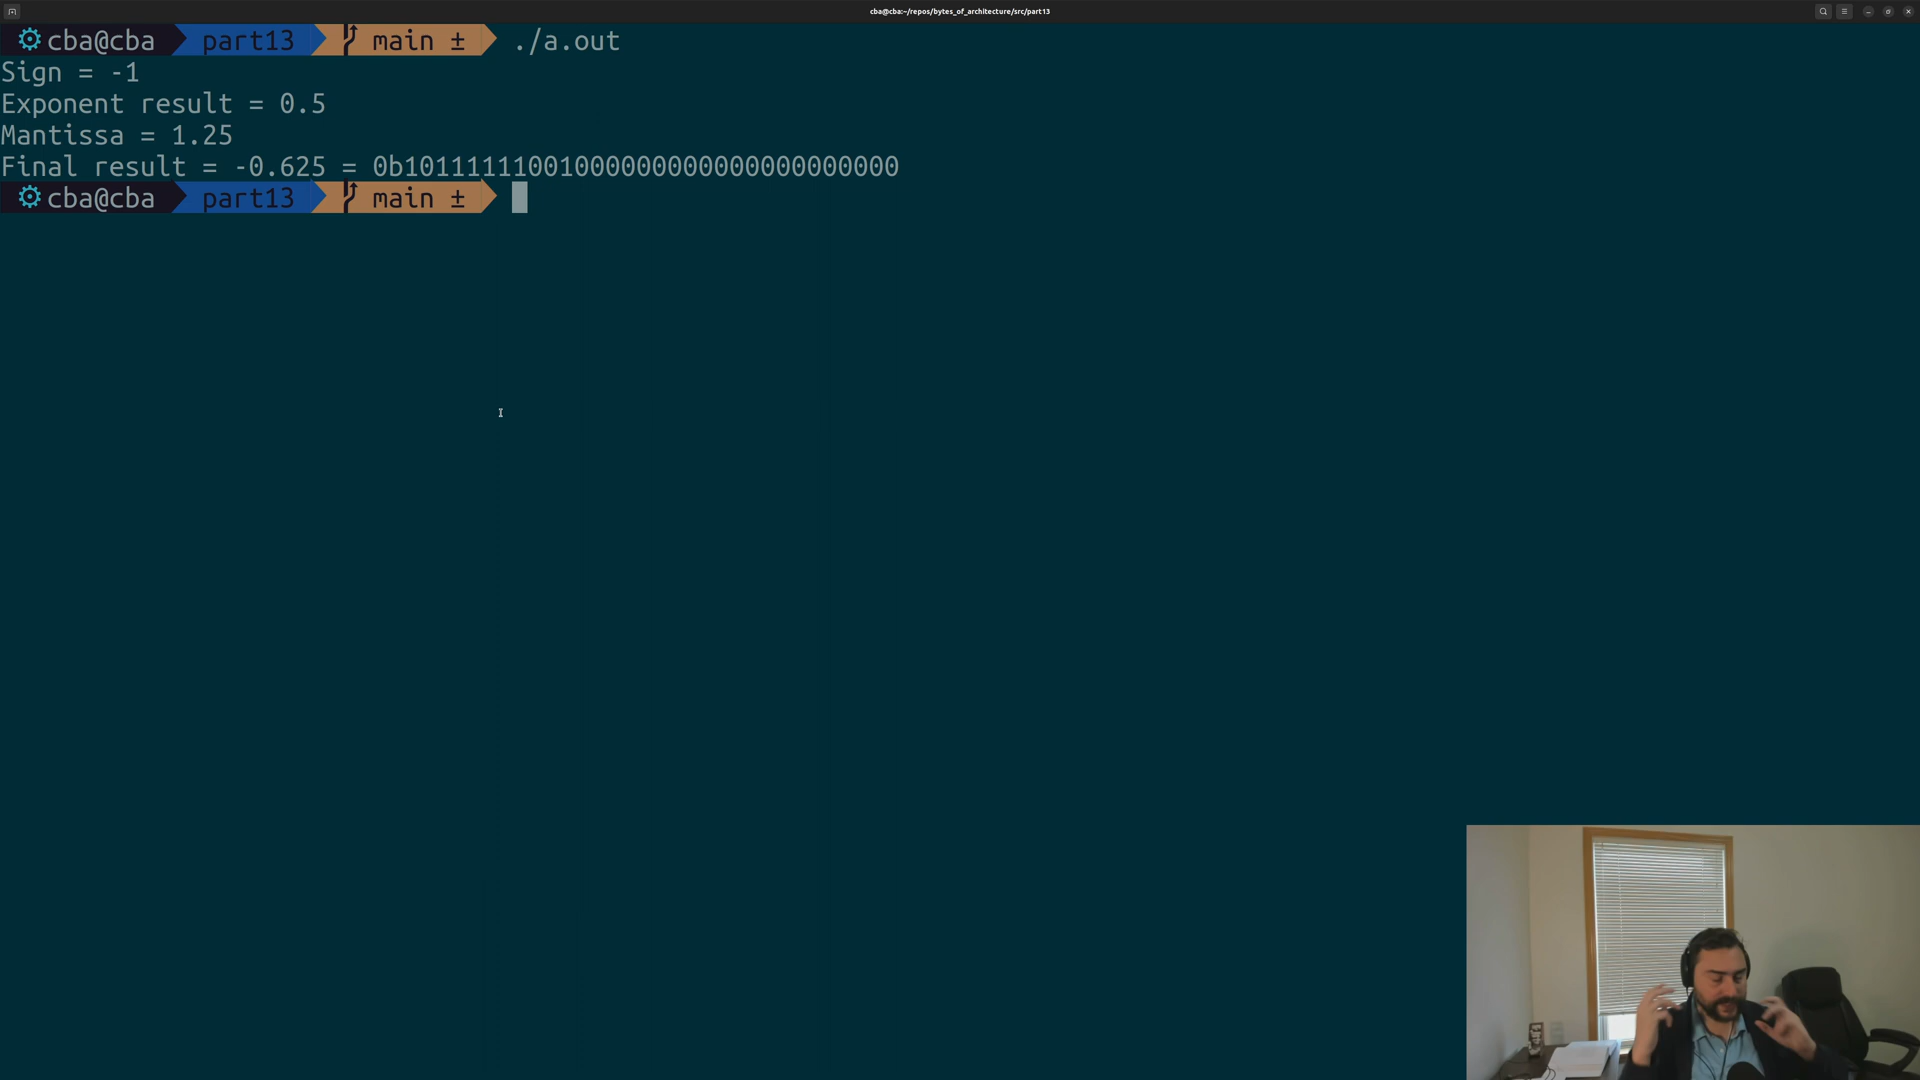 cba@cba:~/repos/bytes_of_architecture/src/part13
cba@cba part13 main ± ./a.out
Sign = -1
Exponent result = 0.5
Mantissa = 1.25
Final result = -0.625 = 0b10111111001000000000000000000000
cba@cba part13 main ±